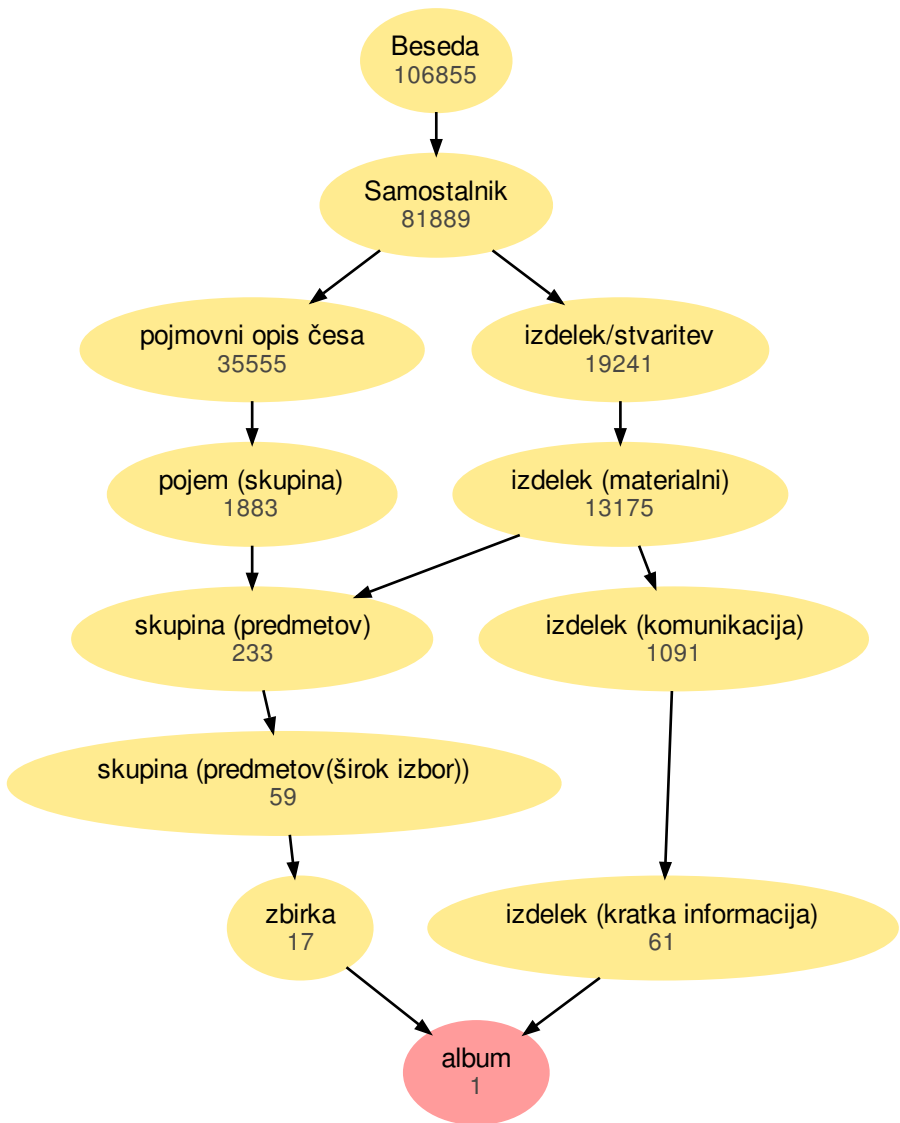 Beseda
106855
Samostalnik
81889
pojmovni opis česa
35555
izdelek/stvaritev
19241
pojem (skupina)
1883
izdelek (materialni)
13175
skupina (predmetov)
233
izdelek (komunikacija)
1091
skupina (predmetov(širok izbor))
59
zbirka
17
izdelek (kratka informacija)
61
album
1